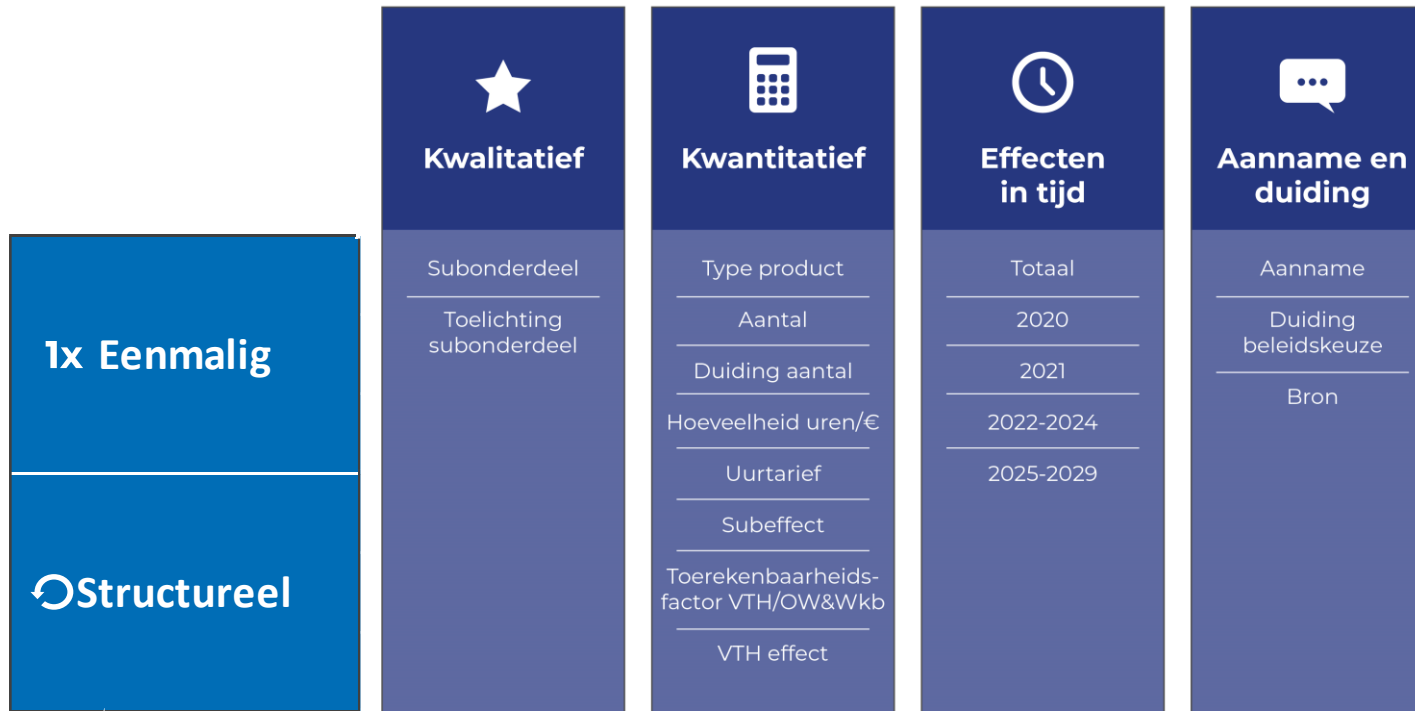 Kwalitatief
Subonderdeel
Toelichting
subonderdeel
Kwantitatief
Type product
Aantal
Duiding aantal
Hoeveelheid uren/€
Uurtarief
Subeffect
Toerekenbaarheids-
factor VTH/OW&Wkb
VTH effect
Effecten
in tijd
Totaal
2020
2021
2022-2024
2025-2029
Aanname en
duiding
Aanname
Duiding
beleidskeuze
Bron
1x Eenmalig
Structureel